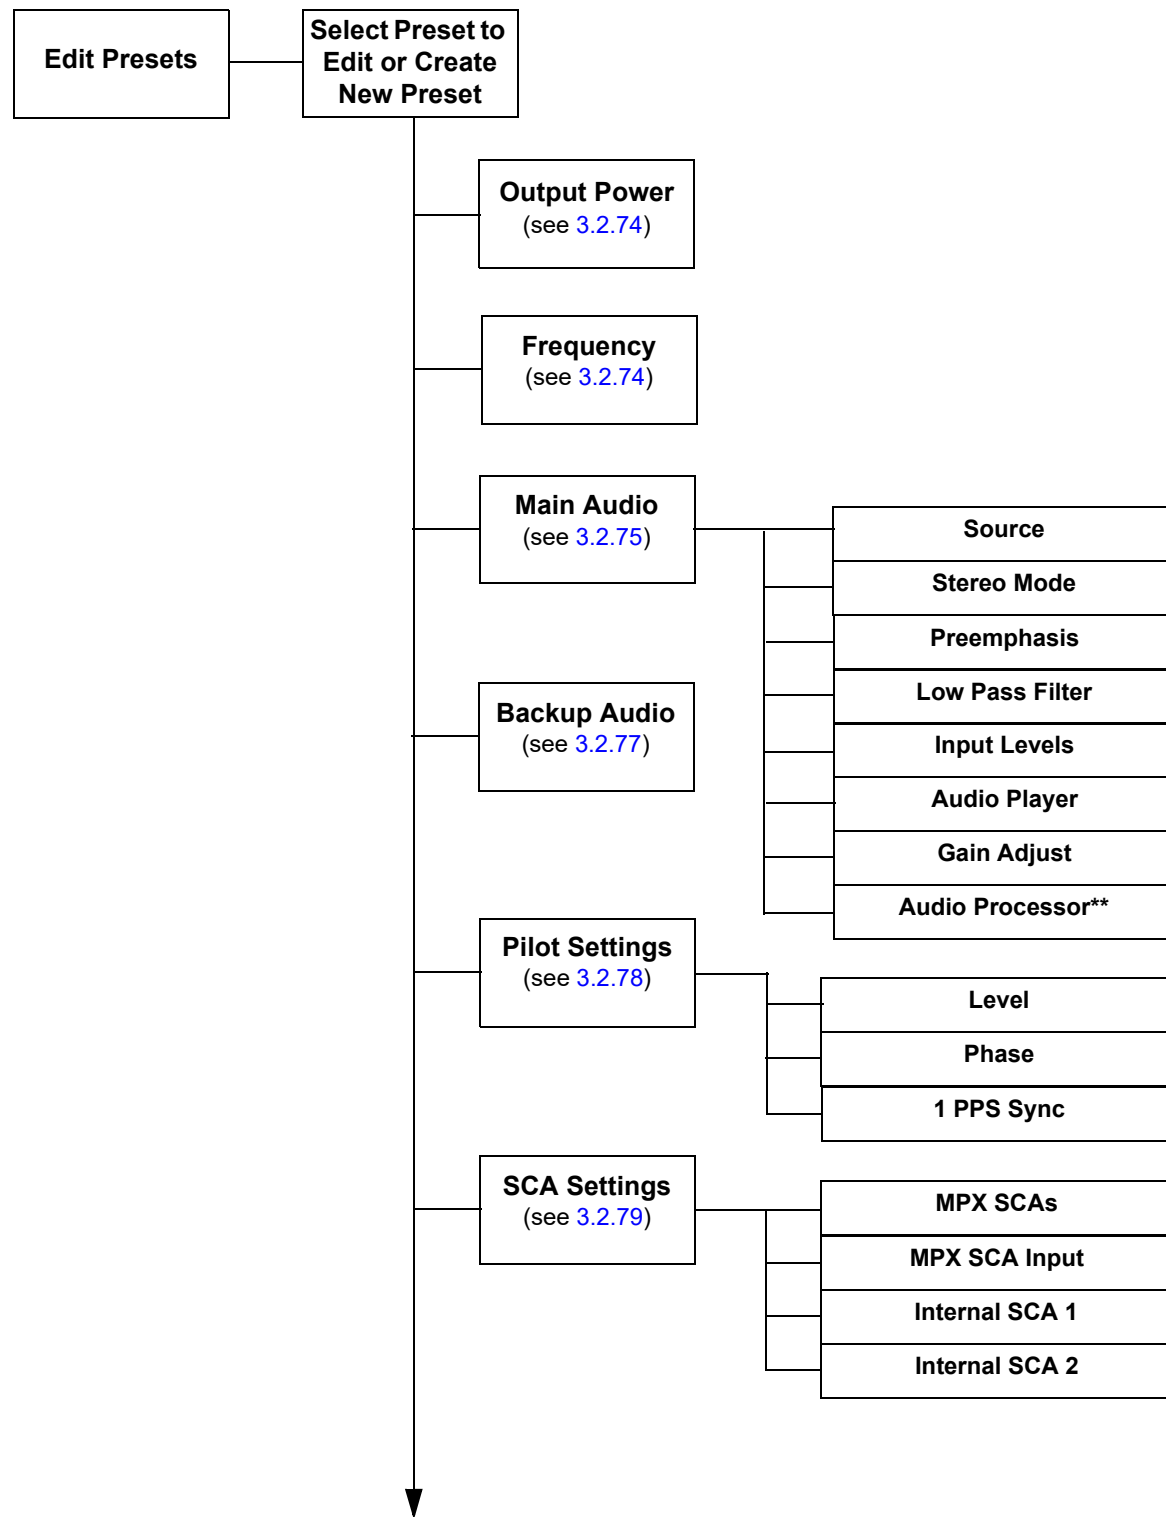 Edit Presets
Select Preset to
Edit or Create
New Preset
Output Power
(see 3.2.74)
Frequency
(see 3.2.74)
Main Audio
(see 3.2.75)
Source
Stereo Mode
Preemphasis
Low Pass Filter
Input Levels
Audio Player
Gain Adjust
Audio Processor**
Backup Audio
(see 3.2.77)
Pilot Settings
(see 3.2.78)
Level
Phase
1 PPS Sync
SCA Settings
(see 3.2.79)
MPX SCAs
MPX SCA Input
Internal SCA 1
Internal SCA 2